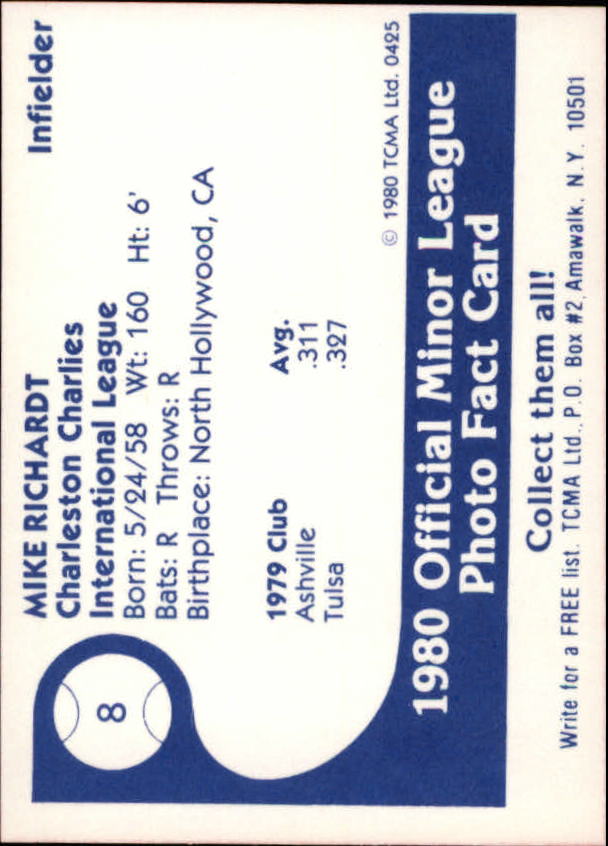 MIKE RICHARDT Infielder
Charleston Charlies
International League
Born: 5/24/58 Wt: 160 Ht: 6'
Bats: R Throws: R
Birthplace: North Hollywood, CA
1979 Club Avg.
Ashville .311
Tulsa .327
© 1980 TCMA Ltd. 0425
8
1980 Official Minor League
Photo Fact Card
Collect them all!
Write for a FREE list. TCMA Ltd., P.O. Box #2, Amawalk, N.Y. 10501